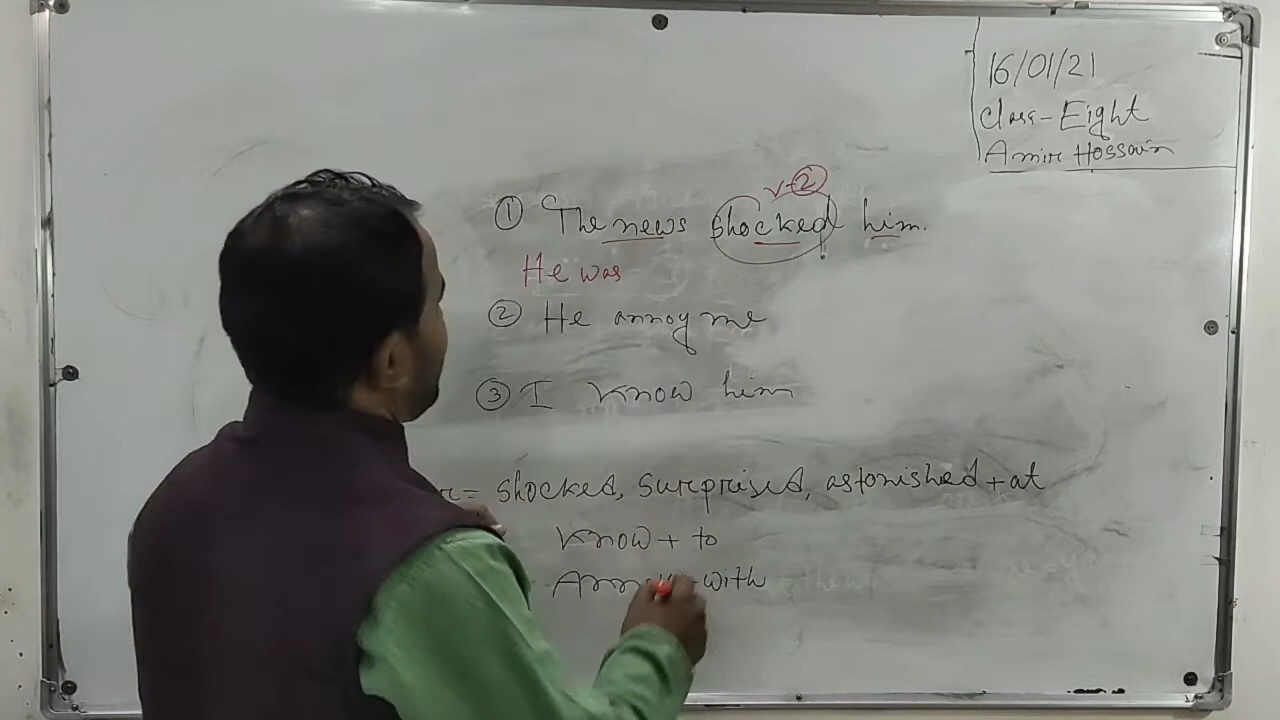 16/01/21
Class-Eight
Amir Hossain
V-2
① The news shocked him.
He was
② He annoy me
③ I know him
= shocked, surprised, astonished + at
Know + to
with